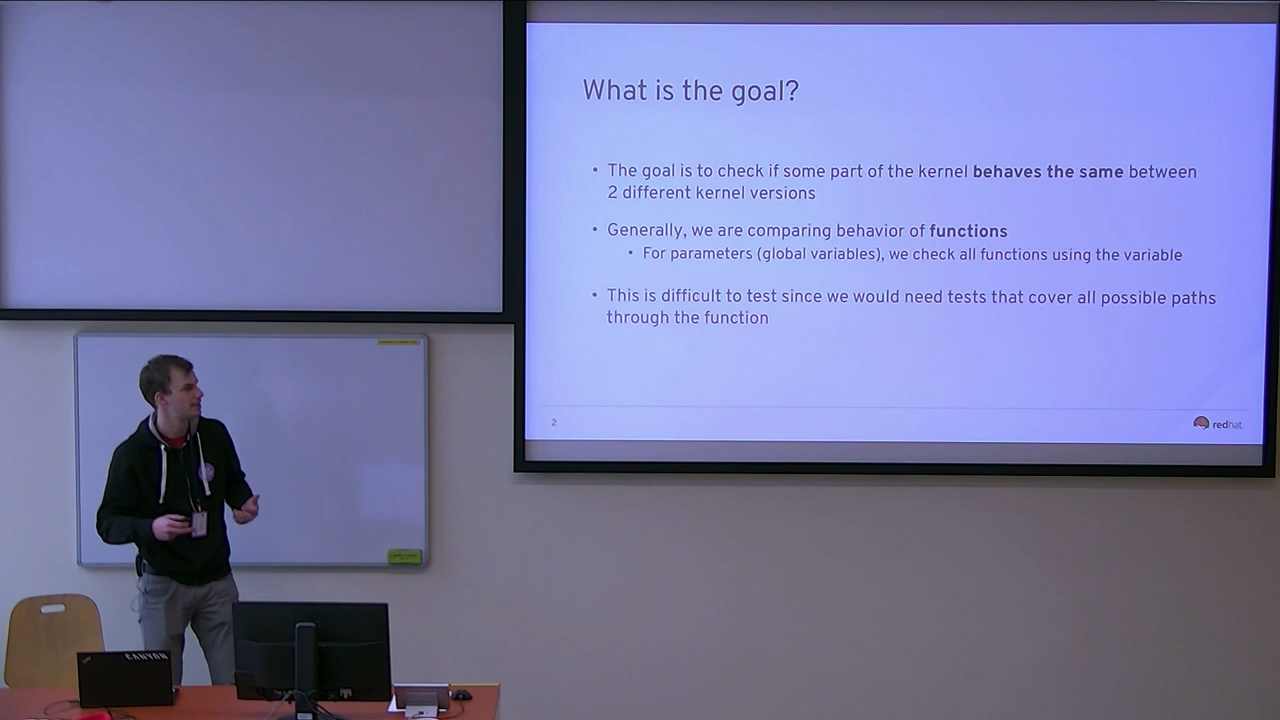 What is the goal?
• The goal is to check if some part of the kernel behaves the same between
2 different kernel versions
• Generally, we are comparing behavior of functions
• For parameters (global variables), we check all functions using the variable
• This is difficult to test since we would need tests that cover all possible paths
through the function
2
redhat.
CANYON